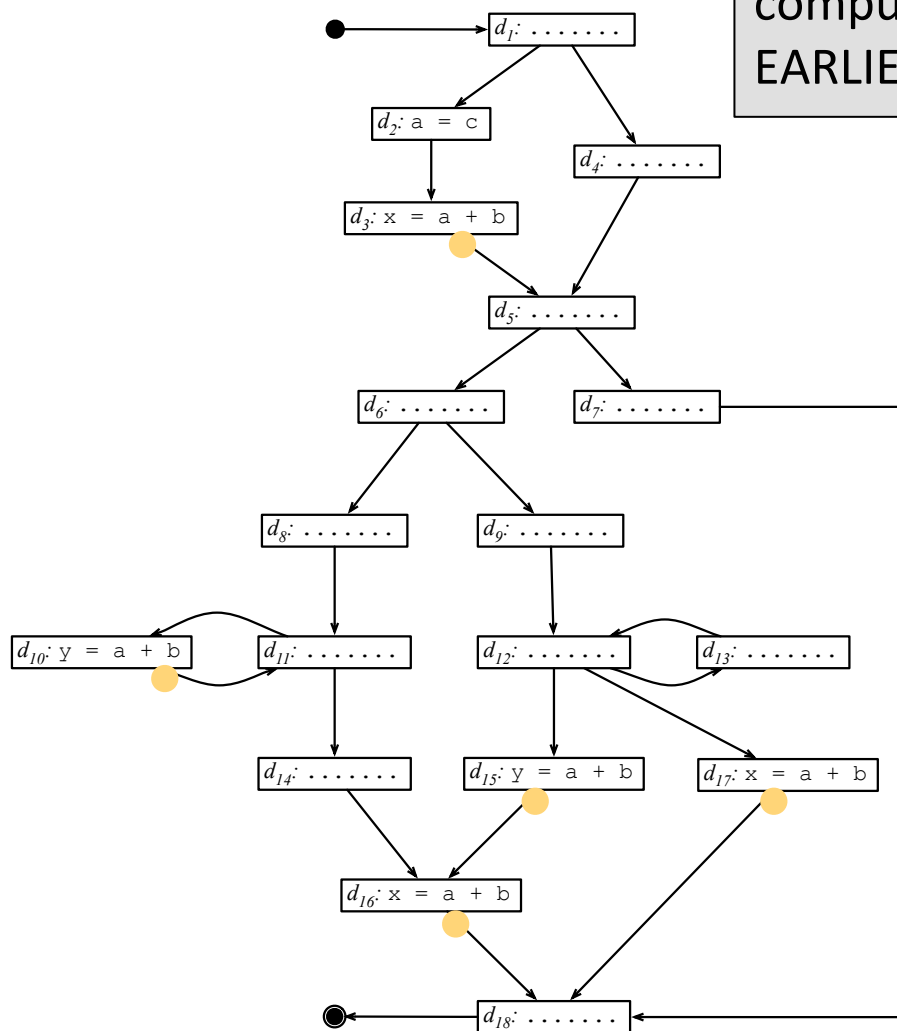 compu
EARLIE
d1: . . . . . . .
d2: a = c
d4: . . . . . . .
d3: x = a + b
d5: . . . . . . .
d6: . . . . . . .
d7: . . . . . . .
d8: . . . . . . .
d9: . . . . . . .
d10: y = a + b
d11: . . . . . . .
d12: . . . . . . .
d13: . . . . . . .
d14: . . . . . . .
d15: y = a + b
d17: x = a + b
d16: x = a + b
d18: . . . . . . .